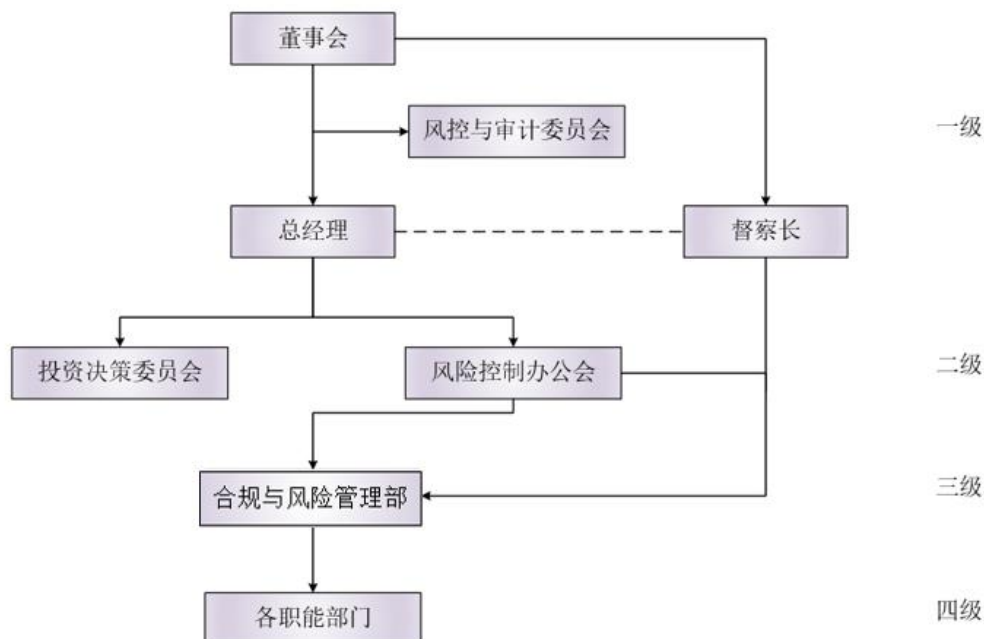 董事会
风控与审计委员会
一级
总经理
督察长
投资决策委员会
风险控制办公会
二级
合规与风险管理部
三级
各职能部门
四级